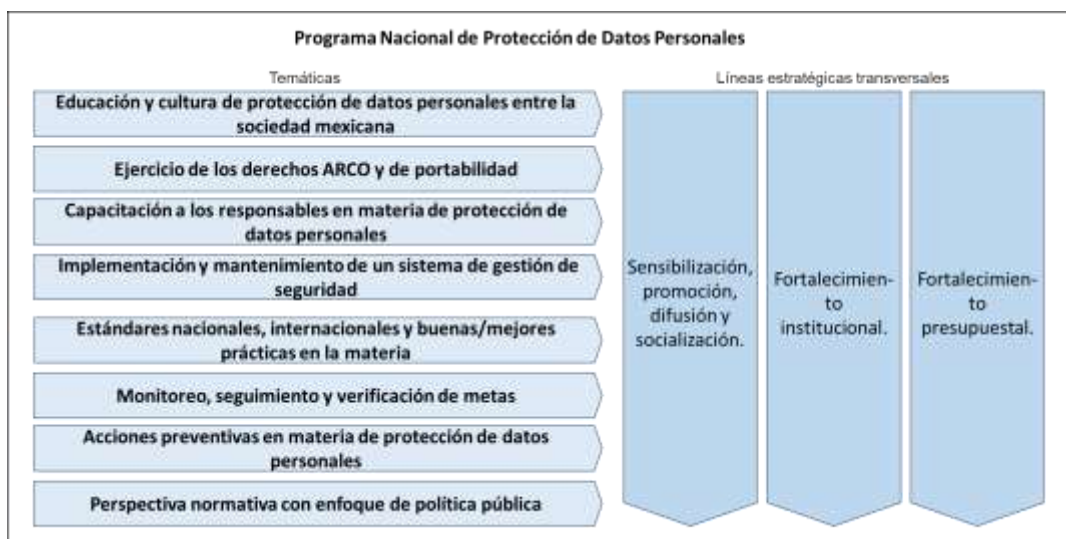 Programa Nacional de Protección de Datos Personales
Temáticas
Líneas estratégicas transversales
Educación y cultura de protección de datos personales entre la
sociedad mexicana
Ejercicio de los derechos ARCO y de portabilidad
Capacitación a los responsables en materia de protección de
datos personales
Implementación y mantenimiento de un sistema de gestión de
seguridad
Estándares nacionales, internacionales y buenas/mejores
prácticas en la materia
Monitoreo, seguimiento y verificación de metas
Acciones preventivas en materia de protección de datos
personales
Perspectiva normativa con enfoque de política pública
Sensibilización,
promoción,
difusión y
socialización.
Fortalecimien-
to
institucional.
Fortalecimien-
to
presupuestal.